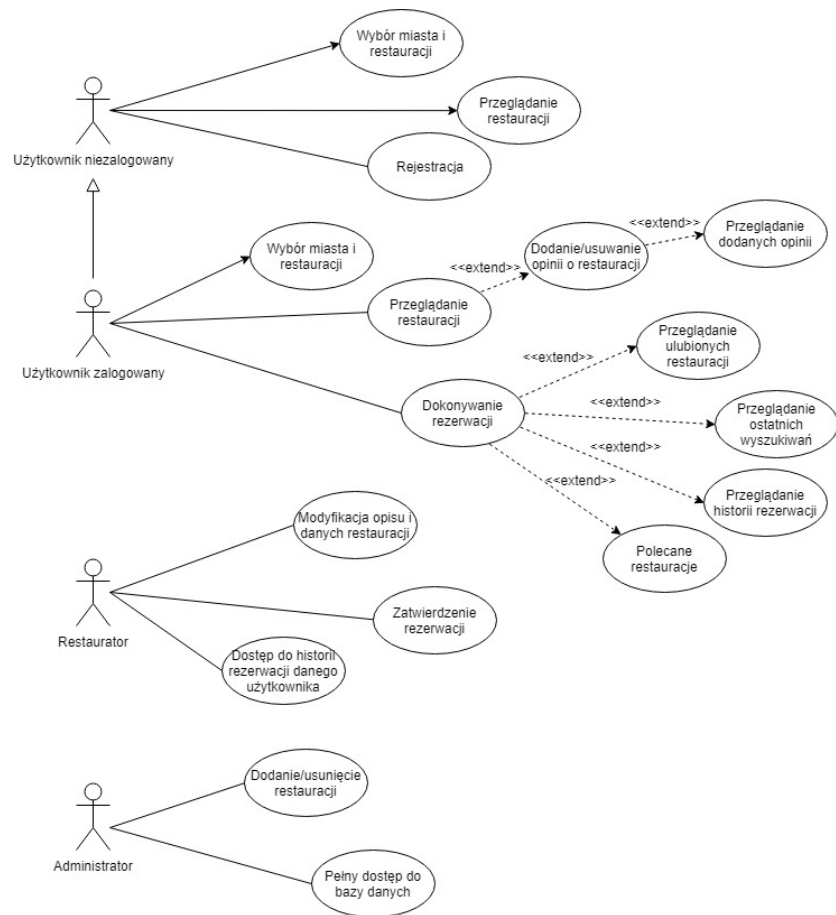 Wybór miasta i
restauracji
Przeglądanie
restauracji
Użytkownik niezalogowany
Rejestracja
Wybór miasta i
restauracji
<<extend>>
Dodanie/usuwanie
opinii o restauracji
<<extend>>
Przeglądanie
dodanych opinii
Przeglądanie
restauracji
Użytkownik zalogowany
Przeglądanie
ulubionych
restauracji
<<extend>>
Dokonywanie
rezerwacji
<<extend>>
Przeglądanie
ostatnich
wyszukiwań
<<extend>>
<<extend>>
Przeglądanie
historii rezerwacji
Polecane
restauracje
Modyfikacja opisu i
danych restauracji
Restaurator
Zatwierdzenie
rezerwacji
Dostęp do historii
rezerwacji danego
użytkownika
Dodanie/usunięcie
restauracji
Administrator
Pełny dostęp do
bazy danych